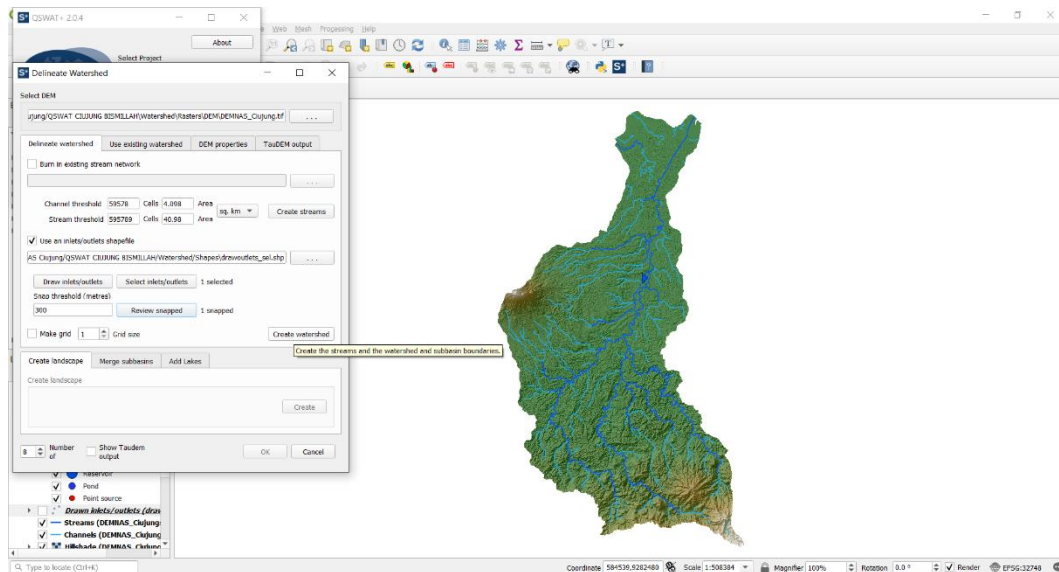 QSWAT+ 2.0.4
Web Mesh Processing Help
About
Select Project
Delineate Watershed
Select DEM
ujung/QSWAT CIUJUNG BISMILLAH\Watershed\Rasters\DEM\DEMNAS_Ciujung.tif
...
Delineate watershed Use existing watershed DEM properties TauDEM output
Burn in existing stream network
...
Channel threshold 59578 Cells 4.098 Area
sq. km
Create streams
Stream threshold 595789 Cells 40.98 Area
Use an inlets/outlets shapefile
AS Ciujung/QSWAT CIUJUNG BISMILLAH/Watershed/Shapes\drawoutlets_sel.shp
...
Draw inlets/outlets Select inlets/outlets 1 selected
Snap threshold (metres)
300 Review snapped 1 snapped
Make grid 1 Grid size Create watershed
Create the streams and the watershed and subbasin boundaries.
Create landscape Merge subbasins Add Lakes
Create landscape
Create
8 Number of
Show Taudem output
OK Cancel
Reservoir
Pond
Point source
Drawn inlets/outlets (draw
Streams (DEMNAS_Ciujung
Channels (DEMNAS_Ciujung
Hillshade (DEMNAS_Ciujung
Type to locate (Ctrl+K)
Coordinate 584539,9282480 Scale 1:508384 Magnifier 100% Rotation 0.0 ° Render EPSG:32748